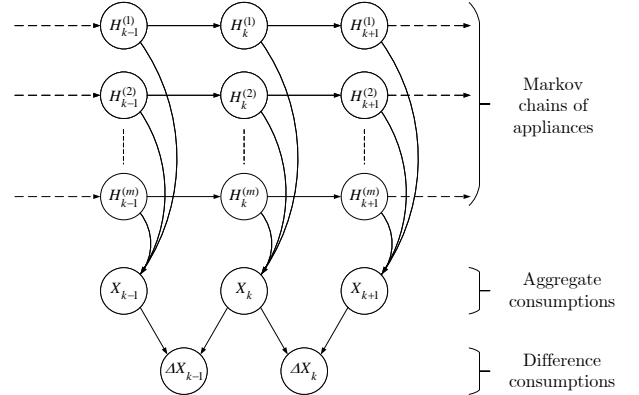 H_{k-1}^{(1)} H_k^{(1)} H_{k+1}^{(1)}
H_{k-1}^{(2)} H_k^{(2)} H_{k+1}^{(2)}
Markov
chains of
appliances
H_{k-1}^{(m)} H_k^{(m)} H_{k+1}^{(m)}
X_{k-1} X_k X_{k+1}
Aggregate
consumptions
ΔX_{k-1} ΔX_k
Difference
consumptions